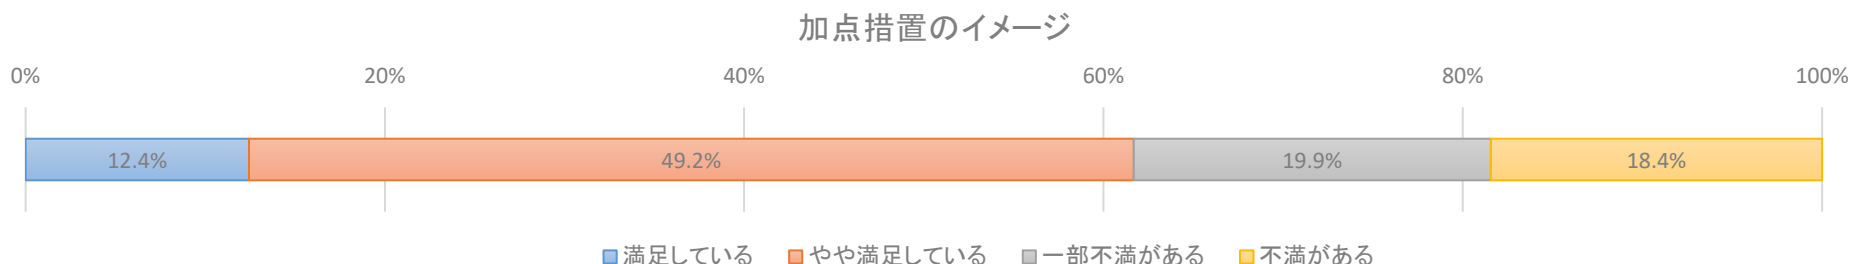 加点措置のイメージ
0% 20% 40% 60% 80% 100%
12.4% 49.2% 19.9% 18.4%
満足している やや満足している 一部不満がある 不満がある